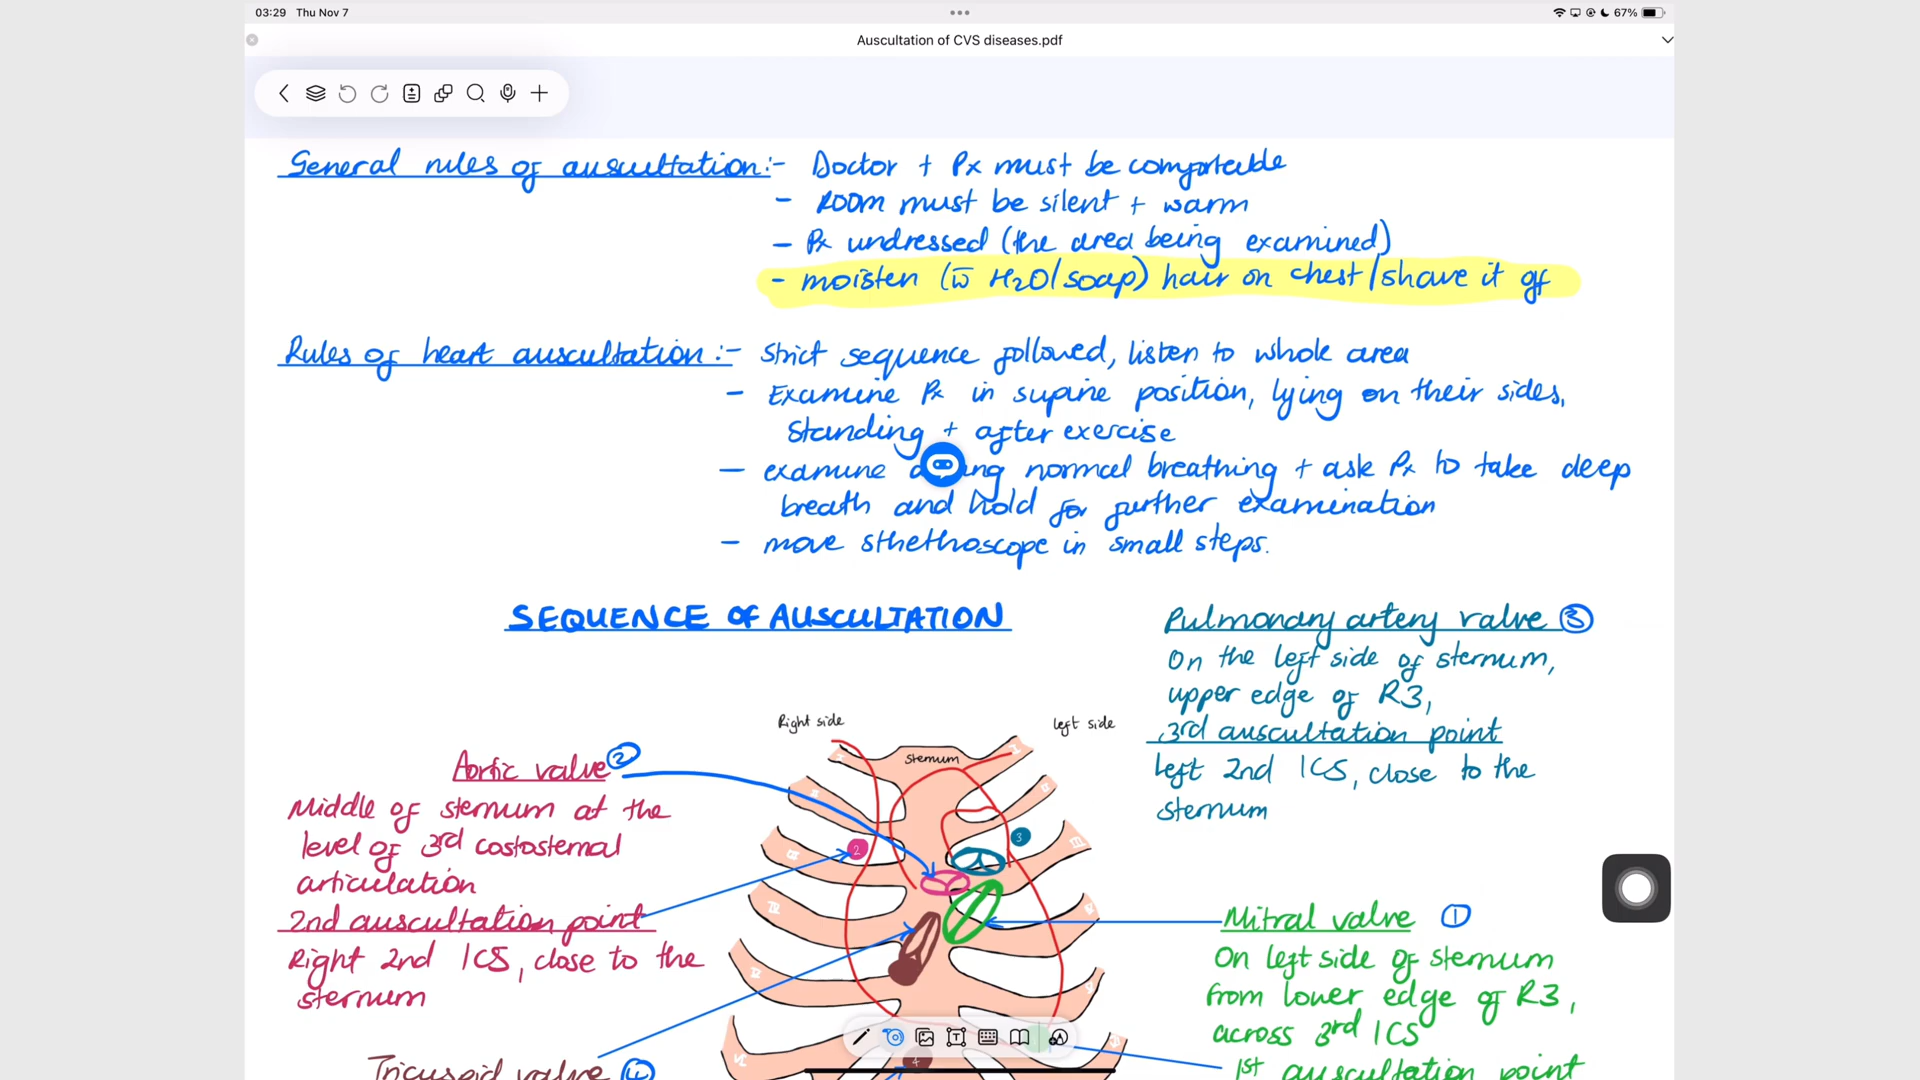 03:29 Thu Nov 7
67%
Auscultation of CVS diseases.pdf
General rules of auscultation:- Doctor + Px must be comfortable
- Room must be silent + warm
- Px undressed (the area being examined)
- moisten (w̄ H2O/soap) hair on chest/shave it off
Rules of heart auscultation:- Strict sequence followed, listen to whole area
- Examine Px in supine position, lying on their sides,
standing + after exercise
- examine normal breathing + ask Px to take deep
breath and hold for further examination
- move sthethoscope in small steps.
SEQUENCE OF AUSCULTATION
Pulmonary artery valve ③
On the left side of sternum,
upper edge of R3,
3rd auscultation point
left 2nd ICS, close to the
sternum
Right side
left side
Sternum
Aortic valve ②
Middle of sternum at the
level of 3rd costosternal
articulation
2nd auscultation point
Right 2nd ICS, close to the
sternum
2
3
Mitral valve ①
On left side of sternum
from lower edge of R3,
across 3rd ICS
1st auscultation point
Tricuspid valve ④
4